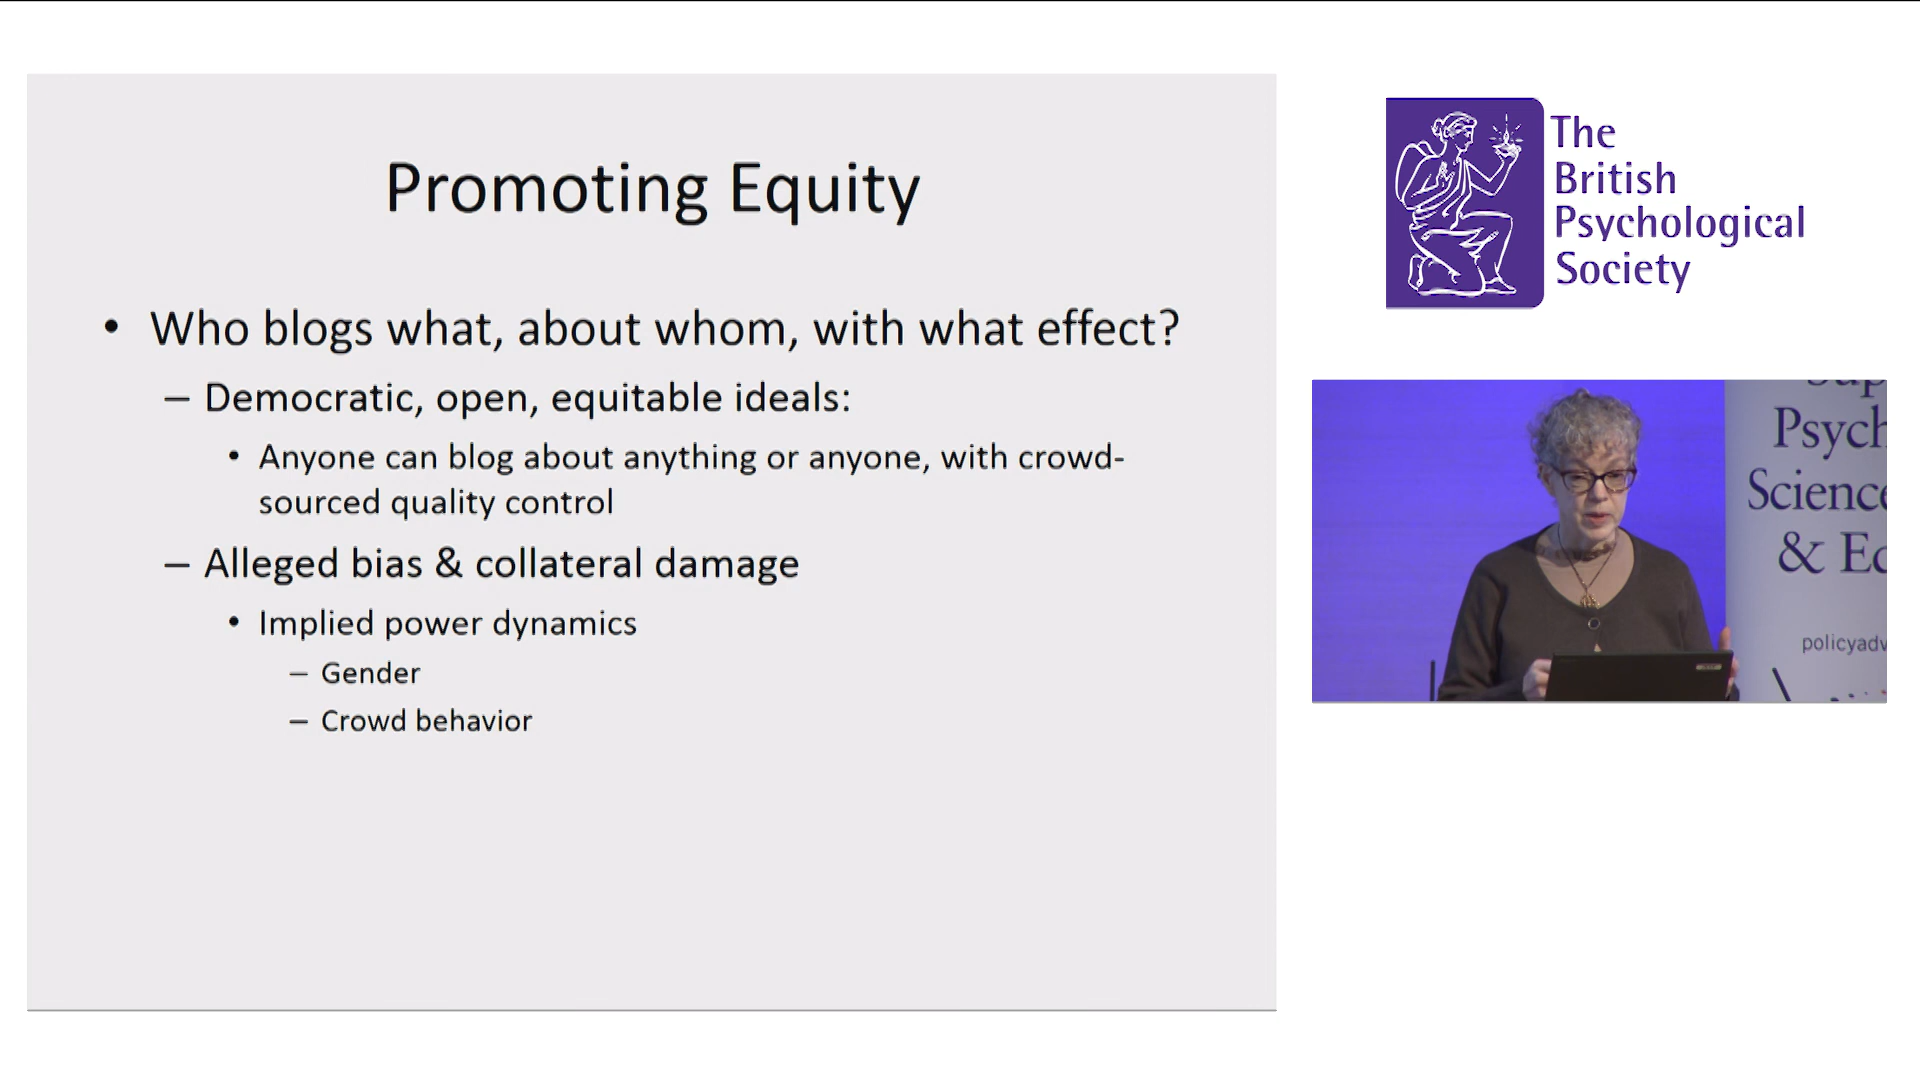 Promoting Equity
• Who blogs what, about whom, with what effect?
– Democratic, open, equitable ideals:
• Anyone can blog about anything or anyone, with crowd-
sourced quality control
– Alleged bias & collateral damage
• Implied power dynamics
– Gender
– Crowd behavior
The
British
Psychological
Society
Psych
Science
& Ed
policyadv